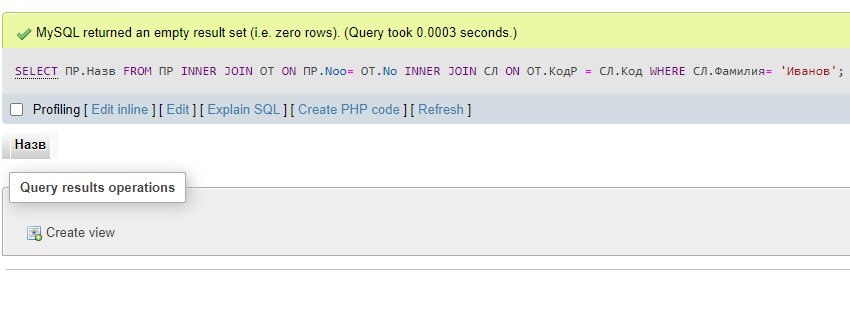 MySQL returned an empty result set (i.e. zero rows). (Query took 0.0003 seconds.)
SELECT ПР.Назв FROM ПР INNER JOIN ОТ ON ПР.Noo= ОТ.No INNER JOIN СЛ ON ОТ.КодР = СЛ.Код WHERE СЛ.Фамилия= 'Иванов';
Profiling [ Edit inline ] [ Edit ] [ Explain SQL ] [ Create PHP code ] [ Refresh ]
Назв
Query results operations
Create view